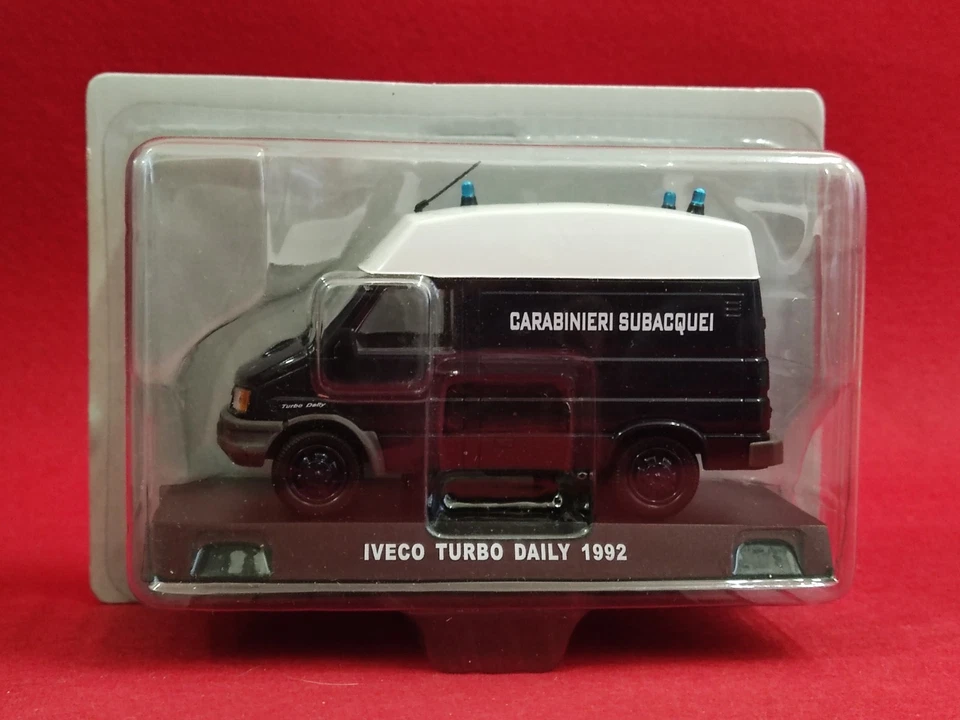 CARABINIERI SUBACQUEI
Turbo Daily
IVECO TURBO DAILY 1992